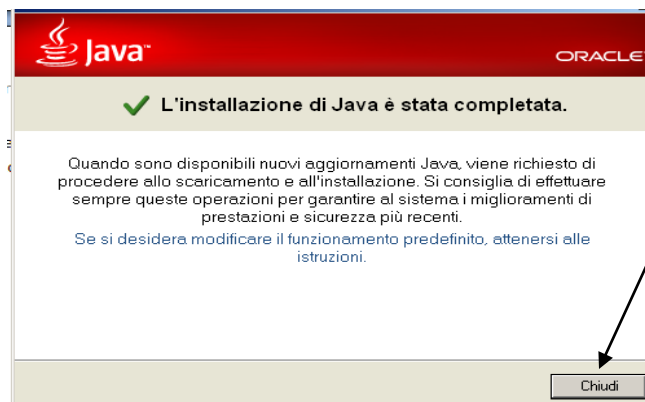 Java™
ORACLE
L'installazione di Java è stata completata.
Quando sono disponibili nuovi aggiornamenti Java, viene richiesto di
procedere allo scaricamento e all'installazione. Si consiglia di effettuare
sempre queste operazioni per garantire al sistema i miglioramenti di
prestazioni e sicurezza più recenti.
Se si desidera modificare il funzionamento predefinito, attenersi alle
istruzioni.
Chiudi